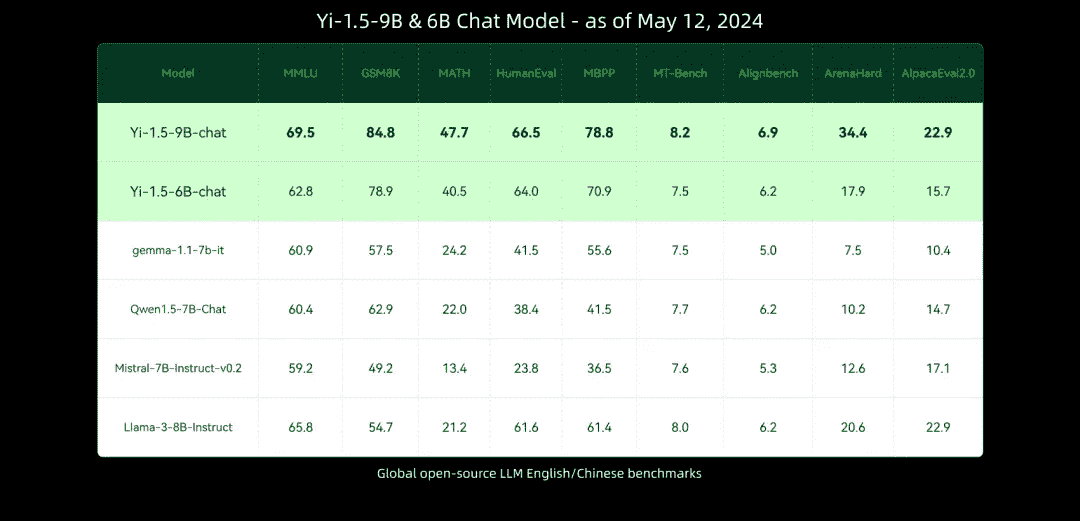 Yi-1.5-9B & 6B Chat Model - as of May 12, 2024
Model MMLU GSM8K MATH HumanEval MBPP MT-Bench Alignbench ArenaHard AlpacaEval2.0
Yi-1.5-9B-chat 69.5 84.8 47.7 66.5 78.8 8.2 6.9 34.4 22.9
Yi-1.5-6B-chat 62.8 78.9 40.5 64.0 70.9 7.5 6.2 17.9 15.7
gemma-1.1-7b-it 60.9 57.5 24.2 41.5 55.6 7.5 5.0 7.5 10.4
Qwen1.5-7B-Chat 60.4 62.9 22.0 38.4 41.5 7.7 6.2 10.2 14.7
Mistral-7B-Instruct-v0.2 59.2 49.2 13.4 23.8 36.5 7.6 5.3 12.6 17.1
Llama-3-8B-Instruct 65.8 54.7 21.2 61.6 61.4 8.0 6.2 20.6 22.9
Global open-source LLM English/Chinese benchmarks